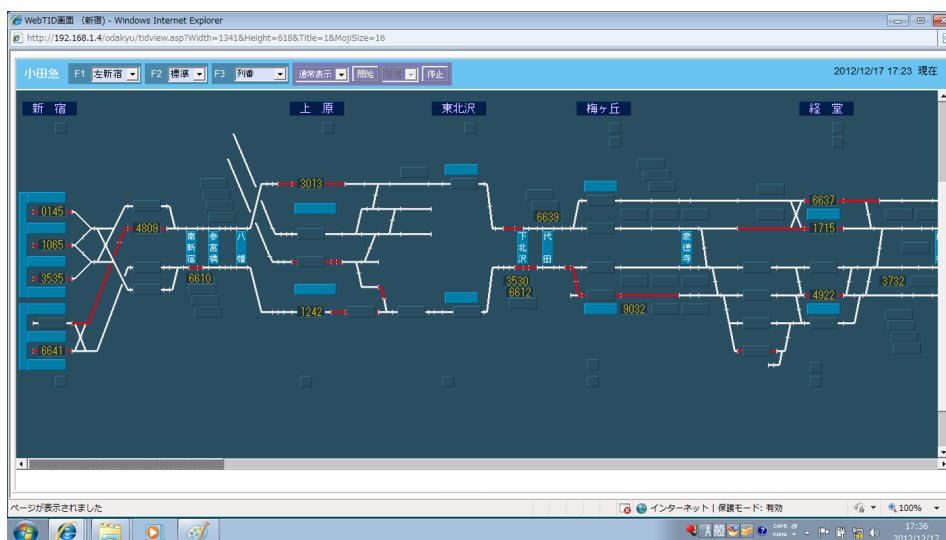 WebTID画面 （新宿） - Windows Internet Explorer
http://192.168.1.4/odakyu/tidview.asp?Width=1341&Height=618&Title=1&MojiSize=16
小田急 F1 左新宿 F2 標準 F3 列番 通常表示 開始 停止
2012/12/17 17:23 現在
新 宿 上 原 東北沢 梅ヶ丘 経 堂
3013
0145
4809
1065
3535
6641
南新宿
参宮橋
八幡
6610
1242
6639
下北沢
代田
3530
6612
9032
豪徳寺
6637
1715
4922
3732
ページが表示されました
インターネット | 保護モード: 有効
100%
A 般
CAPS
KANA
17:36
2012/12/17